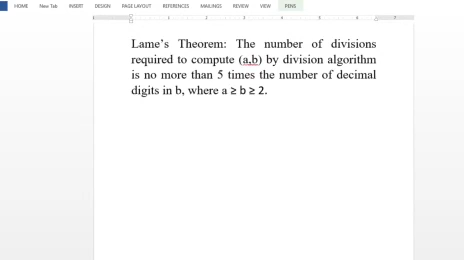 HOME New Tab INSERT DESIGN PAGE LAYOUT REFERENCES MAILINGS REVIEW VIEW PENS
Lame's Theorem: The number of divisions
required to compute (a,b) by division algorithm
is no more than 5 times the number of decimal
digits in b, where a ≥ b ≥ 2.